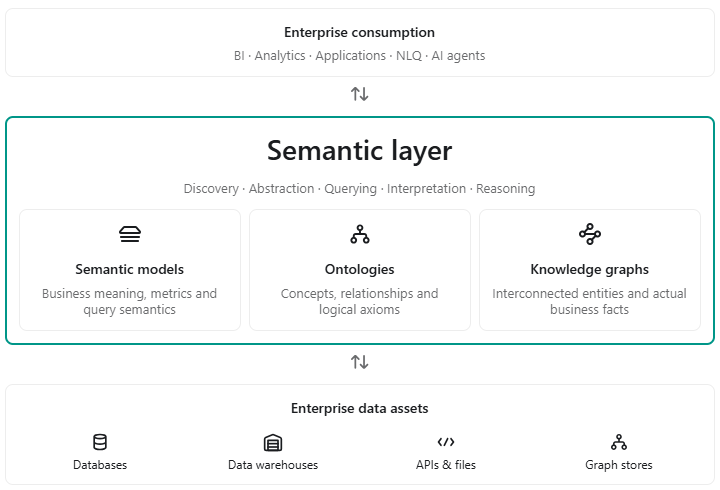 Enterprise consumption
BI · Analytics · Applications · NLQ · AI agents
Semantic layer
Discovery · Abstraction · Querying · Interpretation · Reasoning
Semantic models
Business meaning, metrics and
query semantics
Ontologies
Concepts, relationships and
logical axioms
Knowledge graphs
Interconnected entities and actual
business facts
Enterprise data assets
Databases
Data warehouses
APIs & files
Graph stores